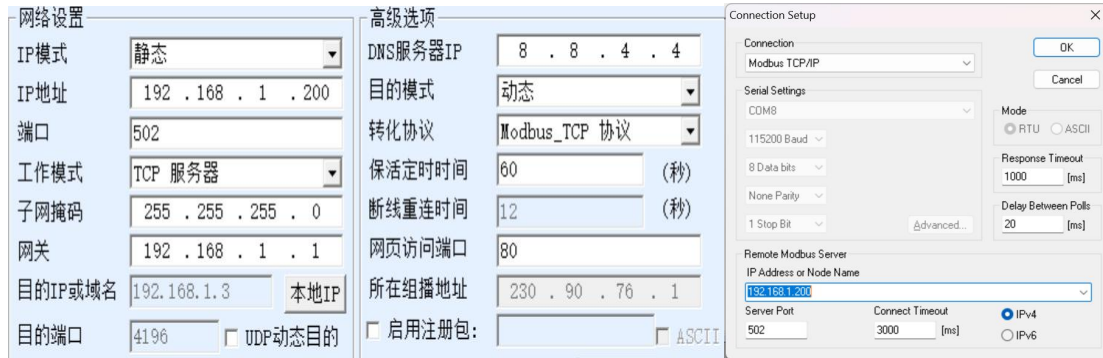 网络设置
IP模式 静态
IP地址 192 . 168 . 1 . 200
端口 502
工作模式 TCP 服务器
子网掩码 255 . 255 . 255 . 0
网关 192 . 168 . 1 . 1
目的IP或域名 192.168.1.3 本地IP
目的端口 4196 UDP动态目的
高级选项
DNS服务器IP 8 . 8 . 4 . 4
目的模式 动态
转化协议 Modbus_TCP 协议
保活定时时间 60 (秒)
断线重连时间 12 (秒)
网页访问端口 80
所在组播地址 230 . 90 . 76 . 1
启用注册包: ASCII
Connection Setup
Connection
Modbus TCP/IP
OK
Cancel
Serial Settings
COM8
115200 Baud
8 Data bits
None Parity
1 Stop Bit
Advanced...
Mode
RTU ASCII
Response Timeout
1000 [ms]
Delay Between Polls
20 [ms]
Remote Modbus Server
IP Address or Node Name
192.168.1.200
Server Port Connect Timeout
502 3000 [ms]
IPv4
IPv6